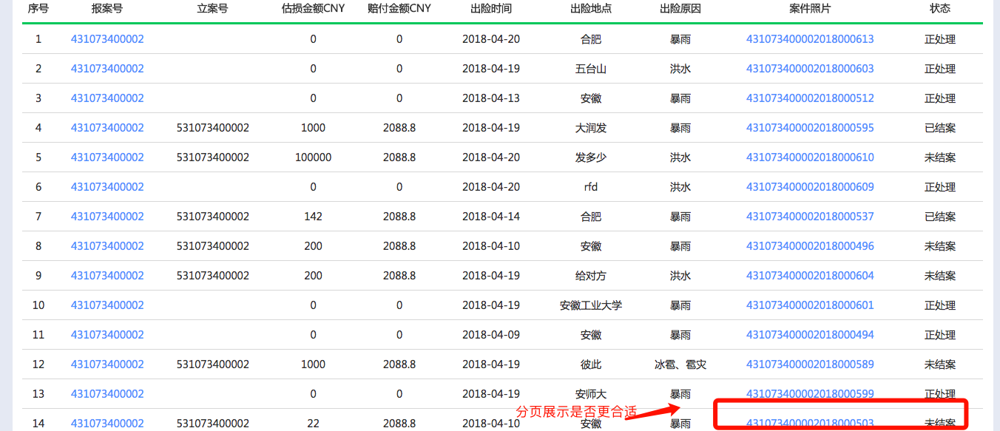 序号 报案号 立案号 估损金额CNY 赔付金额CNY 出险时间 出险地点 出险原因 案件照片 状态
1 431073400002 0 0 2018-04-20 合肥 暴雨 431073400002018000613 正处理
2 431073400002 0 0 2018-04-19 五台山 洪水 431073400002018000603 正处理
3 431073400002 0 0 2018-04-13 安徽 暴雨 431073400002018000512 正处理
4 431073400002 531073400002 1000 2088.8 2018-04-19 大润发 暴雨 431073400002018000595 已结案
5 431073400002 531073400002 100000 2088.8 2018-04-20 发多少 洪水 431073400002018000610 未结案
6 431073400002 0 0 2018-04-20 rfd 洪水 431073400002018000609 正处理
7 431073400002 531073400002 142 2088.8 2018-04-14 合肥 暴雨 431073400002018000537 已结案
8 431073400002 531073400002 200 2088.8 2018-04-10 安徽 暴雨 431073400002018000496 未结案
9 431073400002 531073400002 200 2088.8 2018-04-19 给对方 洪水 431073400002018000604 未结案
10 431073400002 0 0 2018-04-19 安徽工业大学 暴雨 431073400002018000601 正处理
11 431073400002 0 0 2018-04-09 安徽 暴雨 431073400002018000494 正处理
12 431073400002 531073400002 1000 2088.8 2018-04-19 彼此 冰雹、雹灾 431073400002018000589 未结案
13 431073400002 0 0 2018-04-19 安师大 暴雨 431073400002018000599 正处理
分页展示是否更合适
14 431073400002 531073400002 22 2088.8 2018-04-10 安徽 暴雨 431073400002018000503 未结案